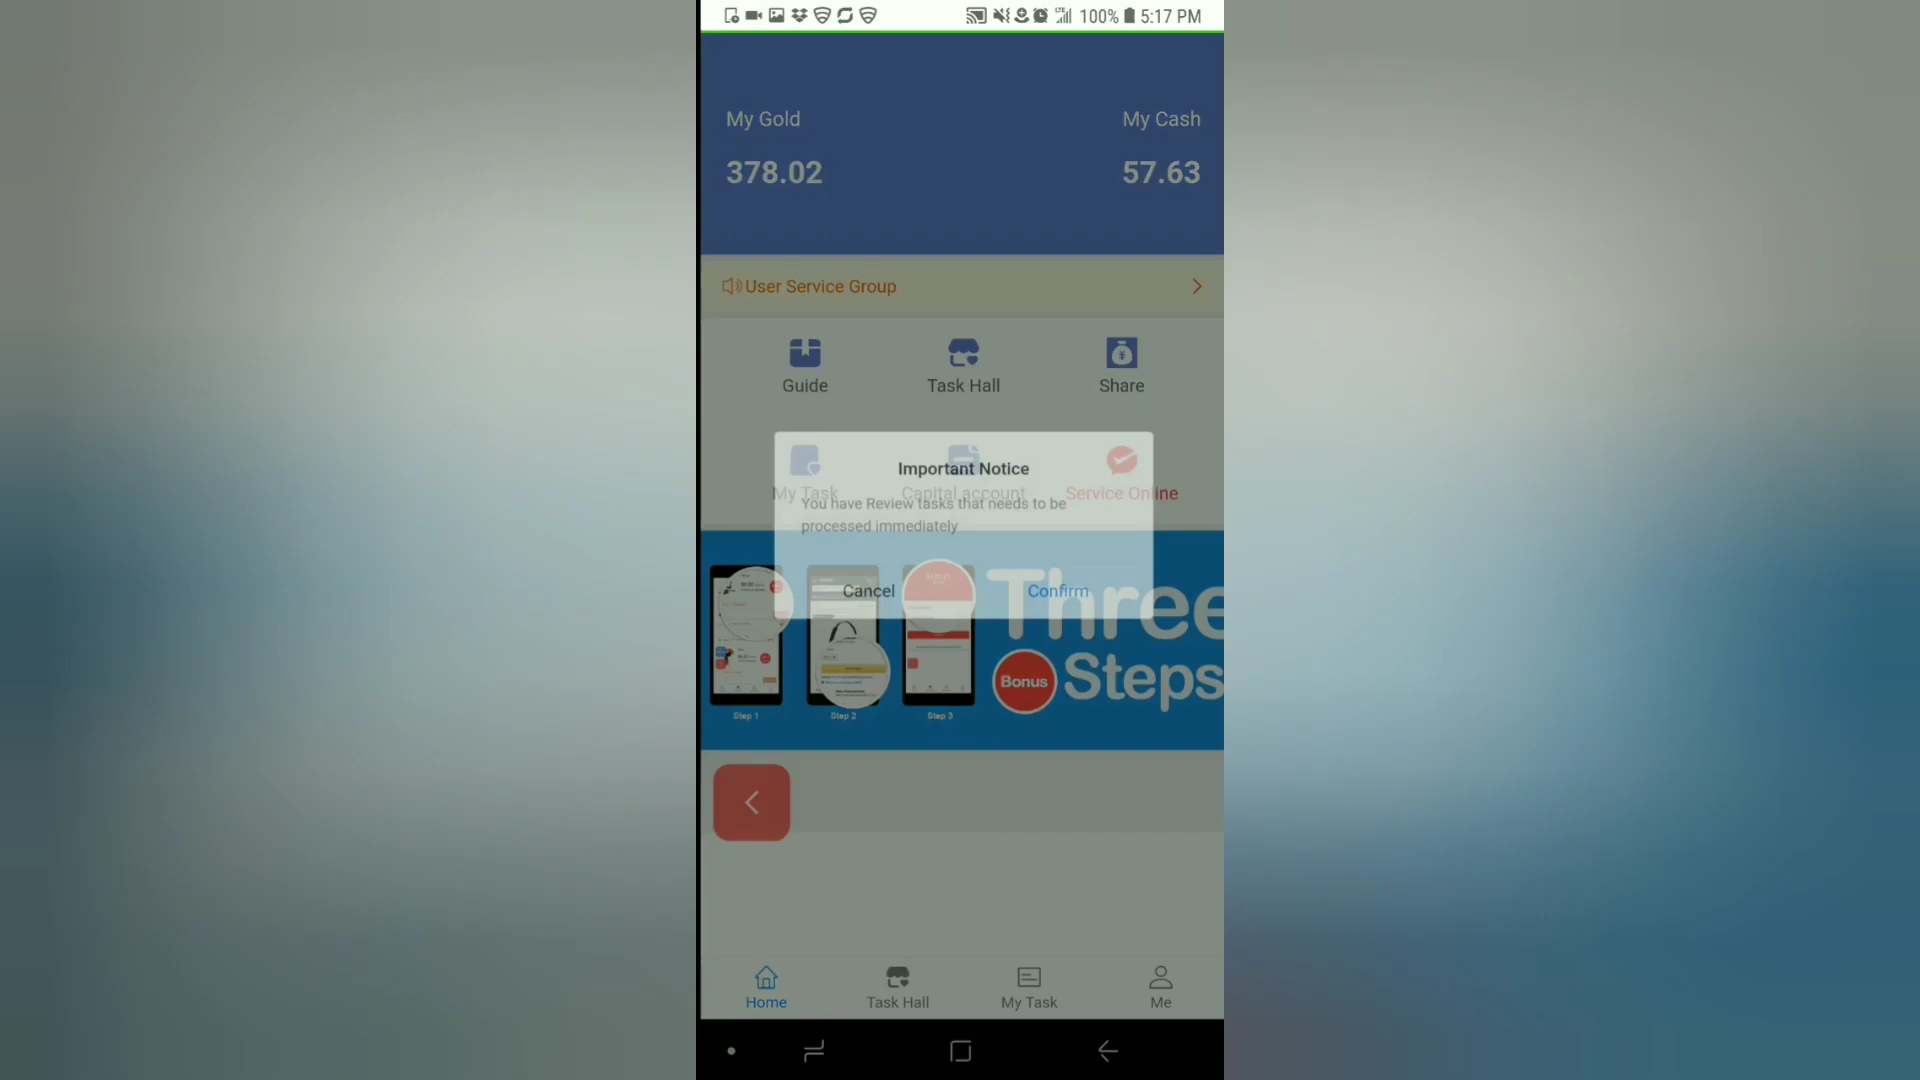 LTE 100% 5:17 PM
My Gold My Cash
378.02 57.63
User Service Group
Guide Task Hall Share
Important Notice
My Task Capital account Service Online
You have Review tasks that needs to be
processed immediately
Cancel Confirm
Three
Bonus Steps
Step 1 Step 2 Step 3
Home Task Hall My Task Me